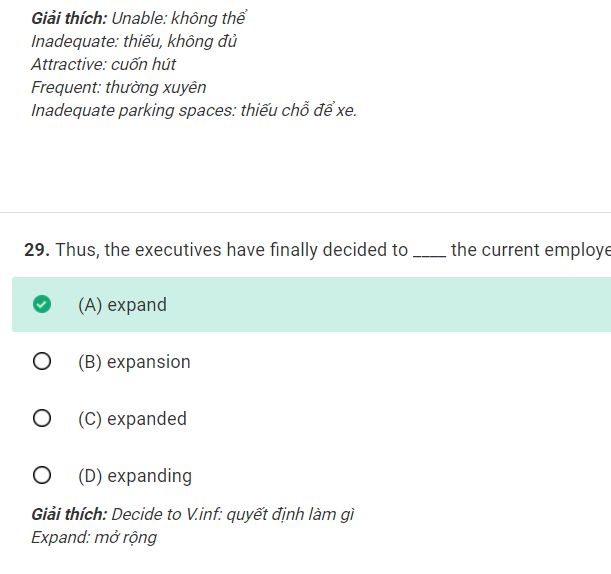 Giải thích: Unable: không thể
Inadequate: thiếu, không đủ
Attractive: cuốn hút
Frequent: thường xuyên
Inadequate parking spaces: thiếu chỗ để xe.
29. Thus, the executives have finally decided to ____ the current employe
(A) expand
(B) expansion
(C) expanded
(D) expanding
Giải thích: Decide to V.inf: quyết định làm gì
Expand: mở rộng